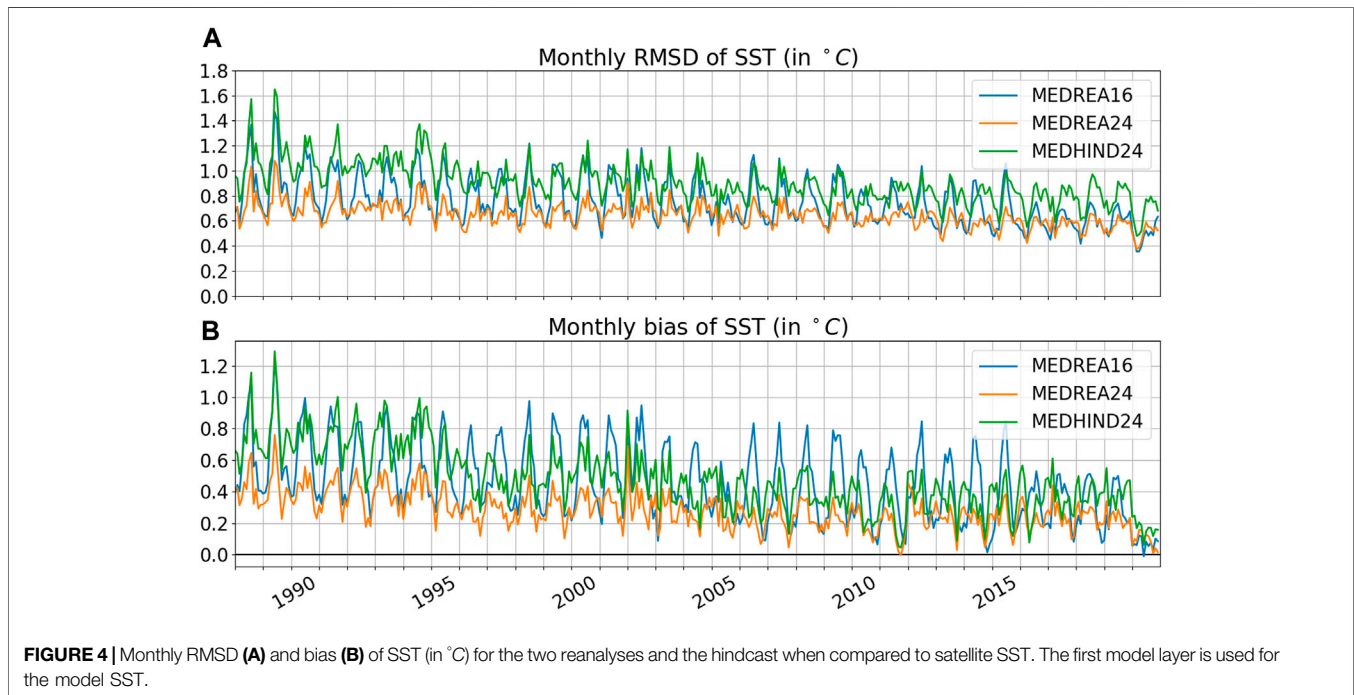 A
Monthly RMSD of SST (in °C)
1.8
1.6
1.4
1.2
1.0
0.8
0.6
0.4
0.2
0.0
MEDREA16
MEDREA24
MEDHIND24
B
Monthly bias of SST (in °C)
1.2
1.0
0.8
0.6
0.4
0.2
0.0
MEDREA16
MEDREA24
MEDHIND24
1990 1995 2000 2005 2010 2015
FIGURE 4 | Monthly RMSD (A) and bias (B) of SST (in °C) for the two reanalyses and the hindcast when compared to satellite SST. The first model layer is used for
the model SST.